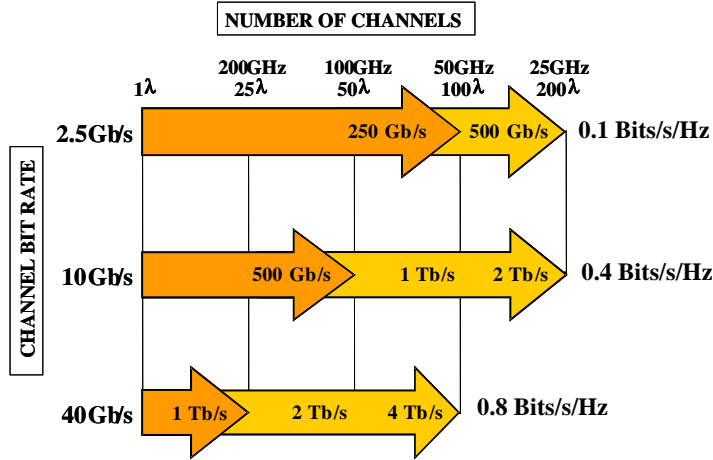 NUMBER OF CHANNELS
200GHz 100GHz 50GHz 25GHz
1λ 25λ 50λ 100λ 200λ
2.5Gb/s 250 Gb/s 500 Gb/s 0.1 Bits/s/Hz
CHANNEL BIT RATE
10Gb/s 500 Gb/s 1 Tb/s 2 Tb/s 0.4 Bits/s/Hz
40Gb/s 1 Tb/s 2 Tb/s 4 Tb/s 0.8 Bits/s/Hz